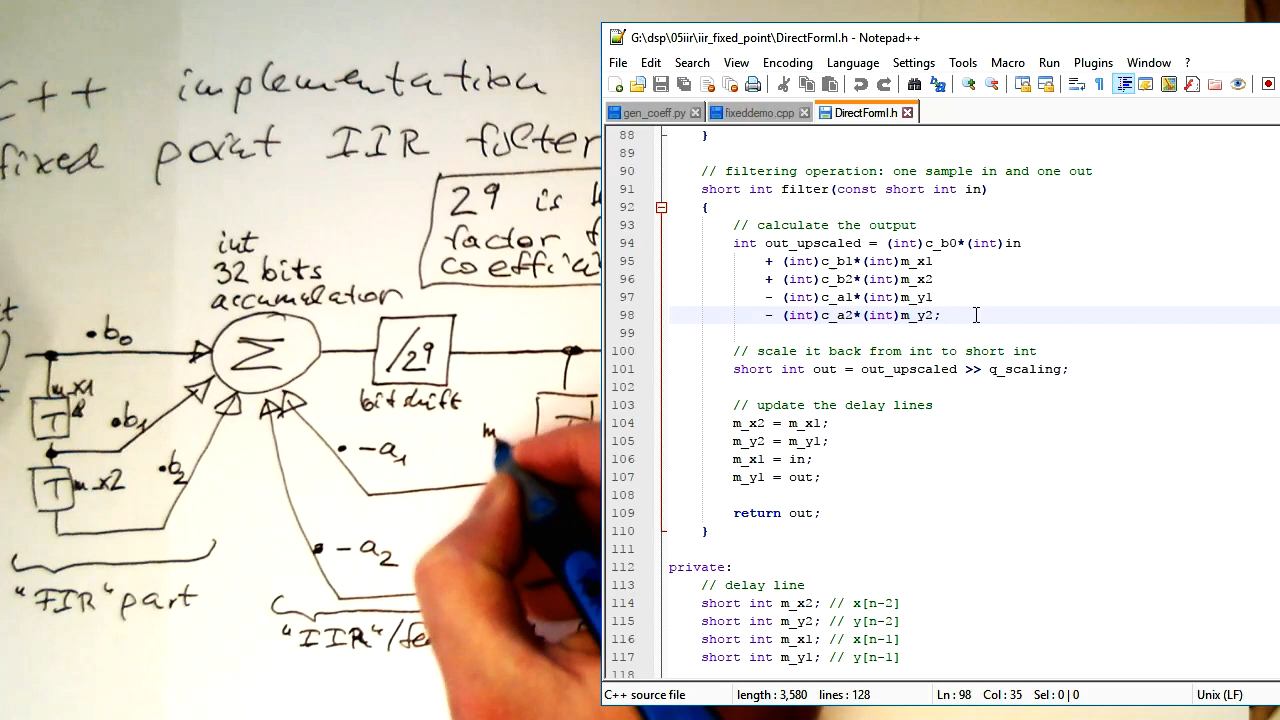 C++ implementation
fixed point IIR filter
29 is
factor
coeffici
int
32 bits
accumulator
.b0
Σ
/29
bitshift
m_x1
T
.b1
.b2
T
m_x2
-a1
m
T
-a2
"FIR" part
"IIR"/fee
G:\dsp\05iir\iir_fixed_point\DirectFormI.h - Notepad++
File Edit Search View Encoding Language Settings Tools Macro Run Plugins Window ?
gen_coeff.py fixeddemo.cpp DirectFormI.h
88 }
89
90 // filtering operation: one sample in and one out
91 short int filter(const short int in)
92 {
93 // calculate the output
94 int out_upscaled = (int)c_b0*(int)in
95 + (int)c_b1*(int)m_x1
96 + (int)c_b2*(int)m_x2
97 - (int)c_a1*(int)m_y1
98 - (int)c_a2*(int)m_y2;
99
100 // scale it back from int to short int
101 short int out = out_upscaled >> q_scaling;
102
103 // update the delay lines
104 m_x2 = m_x1;
105 m_y2 = m_y1;
106 m_x1 = in;
107 m_y1 = out;
108
109 return out;
110 }
111
112 private:
113 // delay line
114 short int m_x2; // x[n-2]
115 short int m_y2; // y[n-2]
116 short int m_x1; // x[n-1]
117 short int m_y1; // y[n-1]
118
C++ source file length : 3,580 lines : 128 Ln : 98 Col : 35 Sel : 0 | 0 Unix (LF)